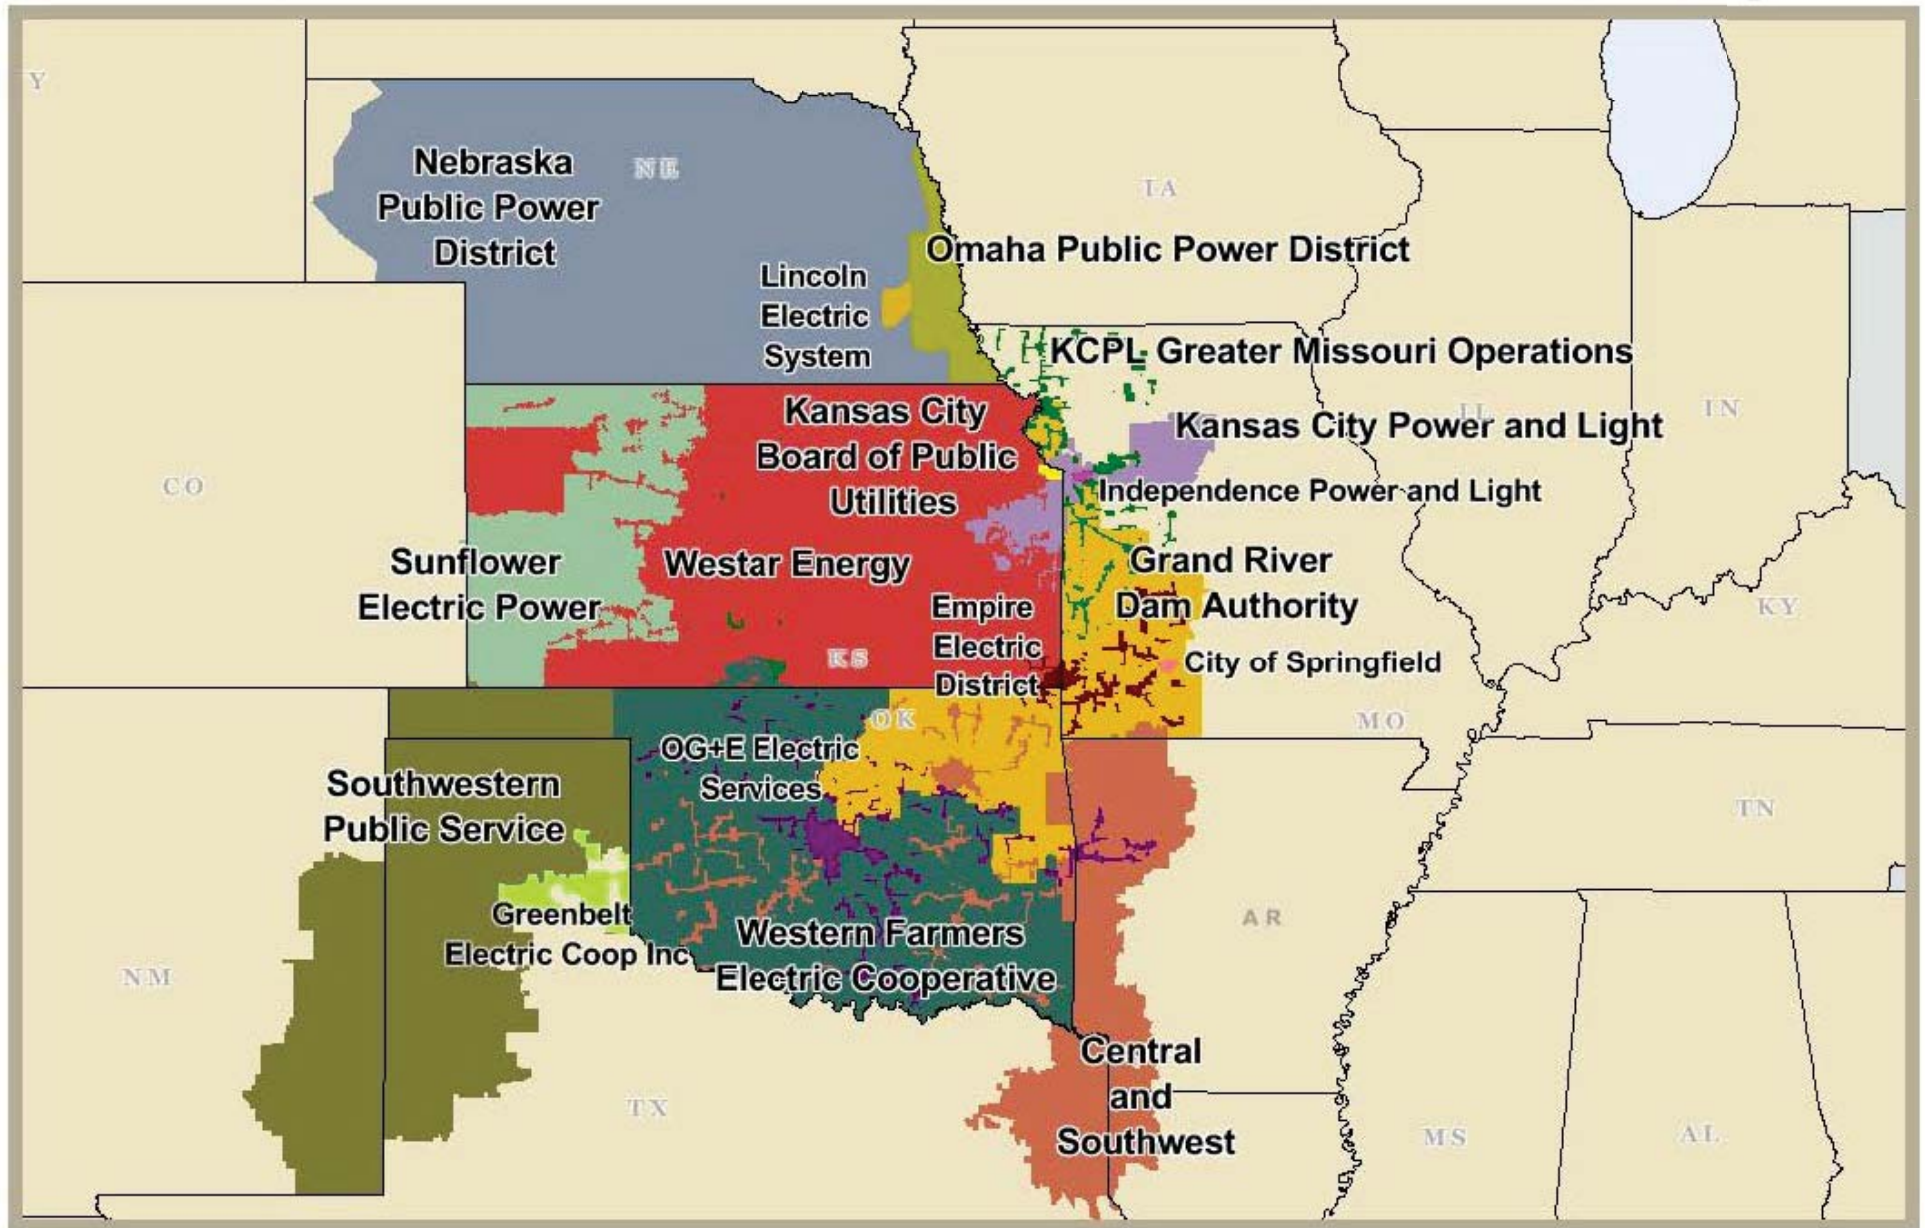 Y
Nebraska
Public Power
District
NE
IA
Omaha Public Power District
Lincoln
Electric
System
KCPL Greater Missouri Operations
Kansas City
Board of Public
Utilities
Kansas City Power and Light
IL
IN
CO
Independence Power and Light
Sunflower
Electric Power
Westar Energy
Grand River
Dam Authority
KY
Empire
Electric
District
KS
City of Springfield
OK
MO
OG+E Electric
Services
Southwestern
Public Service
TN
Greenbelt
Electric Coop Inc
Western Farmers
Electric Cooperative
AR
NM
Central
and
Southwest
TX
MS
AL